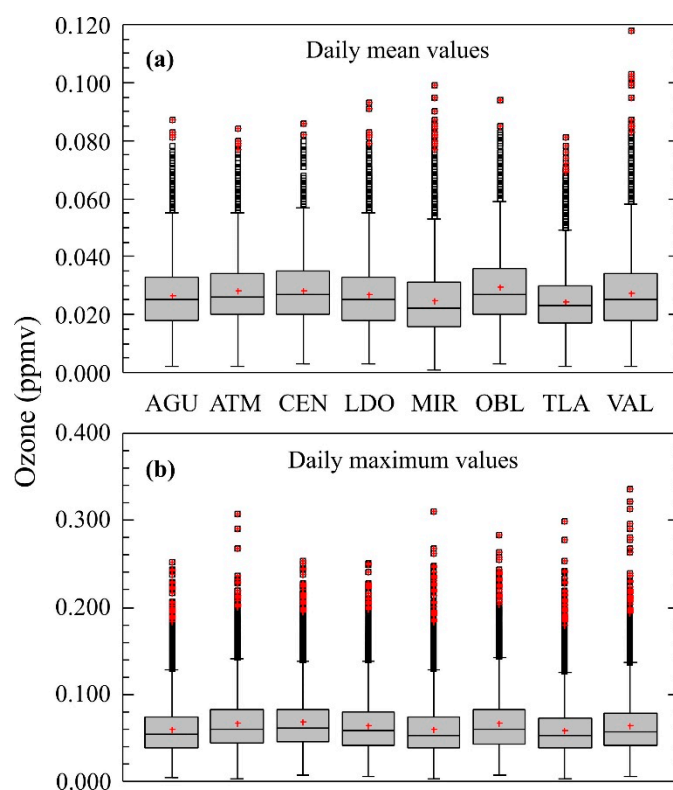 0.120
(a)
Daily mean values
0.100
0.080
0.060
0.040
0.020
0.000
AGU ATM CEN LDO MIR OBL TLA VAL
Ozone (ppmv)
0.400
(b)
Daily maximum values
0.300
0.200
0.100
0.000